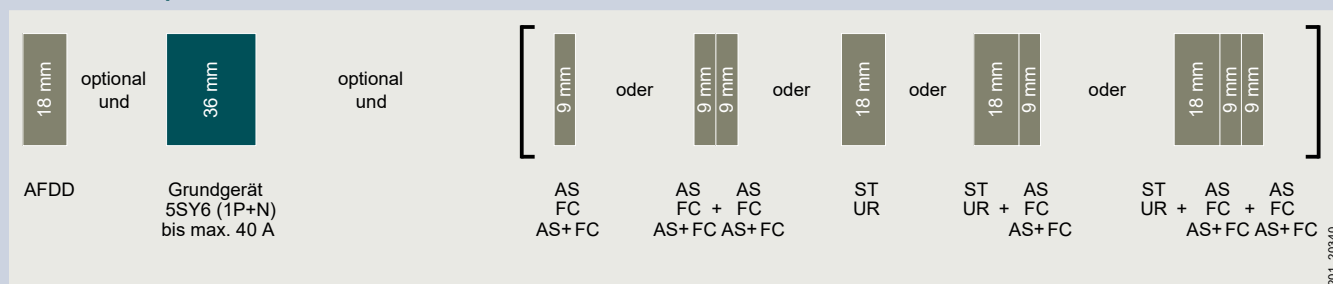 18 mm
optional
und
36 mm
optional
und
9 mm
oder
9 mm
9 mm
oder
18 mm
oder
18 mm
9 mm
oder
18 mm
9 mm
9 mm
AFDD
Grundgerät
5SY6 (1P+N)
bis max. 40 A
AS
FC
AS+FC
AS AS
FC + FC
AS+FC AS+FC
ST
UR
ST AS
UR + FC
AS+FC
ST AS AS
UR + FC + FC
AS+FC AS+FC